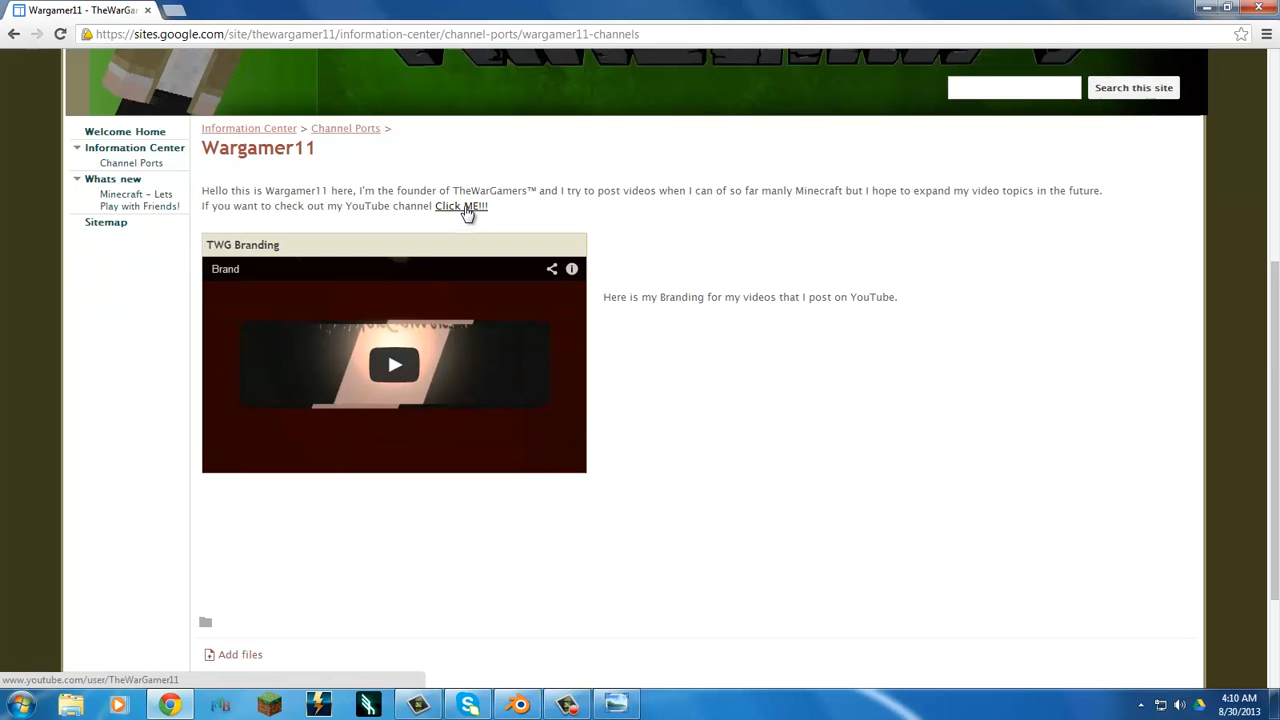 Wargamer11 - TheWarGa
https://sites.google.com/site/thewargamer11/information-center/channel-ports/wargamer11-channels
Search this site
Welcome Home
Information Center
Channel Ports
Whats new
Minecraft - Lets
Play with Friends!
Sitemap
Information Center > Channel Ports >
Wargamer11
Hello this is Wargamer11 here, I'm the founder of TheWarGamers™ and I try to post videos when I can of so far manly Minecraft but I hope to expand my video topics in the future.
If you want to check out my YouTube channel Click ME!!!
TWG Branding
Brand
Here is my Branding for my videos that I post on YouTube.
Add files
www.youtube.com/user/TheWarGamer11
4:10 AM
8/30/2013